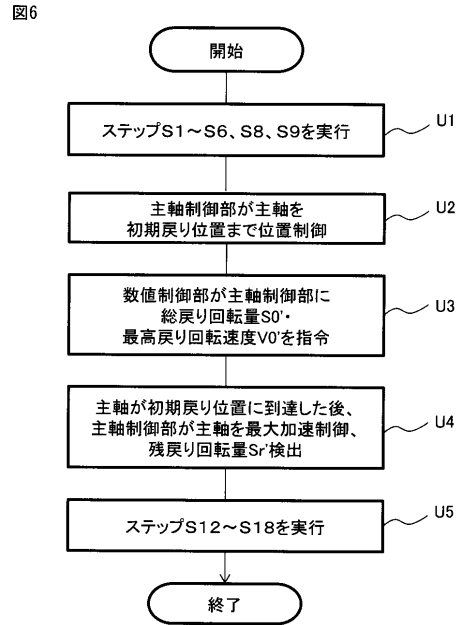 図6
開始
ステップS1～S6、S8、S9を実行
U1
主軸制御部が主軸を
初期戻り位置まで位置制御
U2
数値制御部が主軸制御部に
総戻り回転量S0'・
最高戻り回転速度V0'を指令
U3
主軸が初期戻り位置に到達した後、
主軸制御部が主軸を最大加速制御、
残戻り回転量Sr'検出
U4
ステップS12～S18を実行
U5
終了